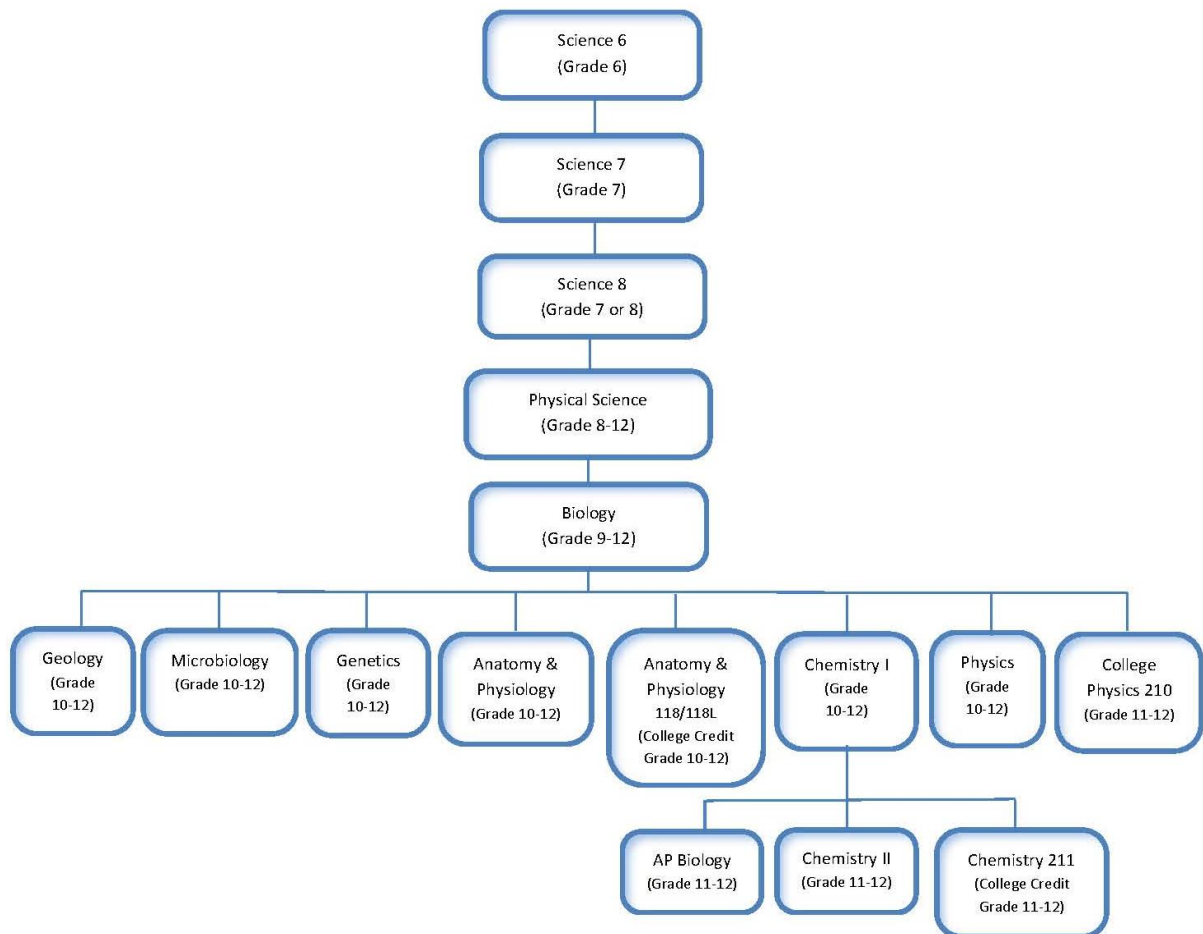 Science 6
(Grade 6)
Science 7
(Grade 7)
Science 8
(Grade 7 or 8)
Physical Science
(Grade 8-12)
Biology
(Grade 9-12)
Geology
(Grade
10-12)
Microbiology
(Grade 10-12)
Genetics
(Grade
10-12)
Anatomy &
Physiology
(Grade 10-12)
Anatomy &
Physiology
118/118L
(College Credit
Grade 10-12)
Chemistry I
(Grade
10-12)
Physics
(Grade
10-12)
College
Physics 210
(Grade 11-12)
AP Biology
(Grade 11-12)
Chemistry II
(Grade 11-12)
Chemistry 211
(College Credit
Grade 11-12)